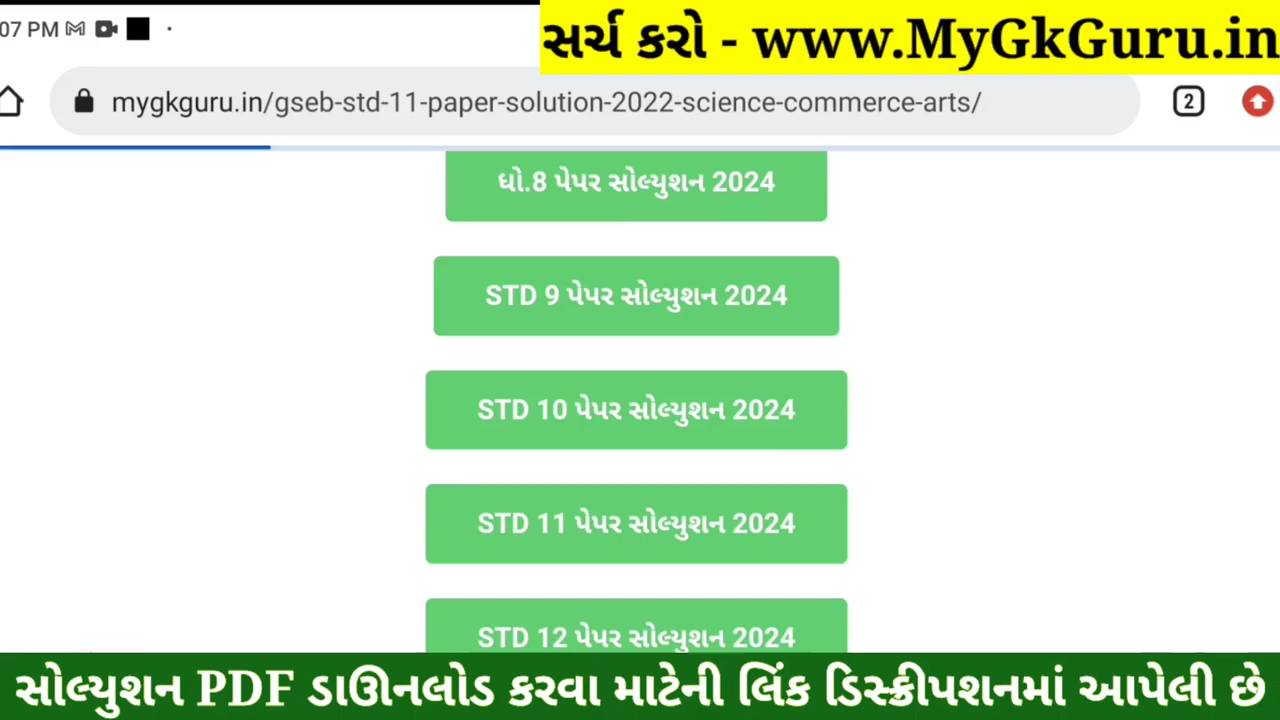 07 PM
સર્ચ કરો - www.MyGkGuru.in
mygkguru.in/gseb-std-11-paper-solution-2022-science-commerce-arts/
2
ધો.8 પેપર સોલ્યુશન 2024
STD 9 પેપર સોલ્યુશન 2024
STD 10 પેપર સોલ્યુશન 2024
STD 11 પેપર સોલ્યુશન 2024
STD 12 પેપર સોલ્યુશન 2024
સોલ્યુશન PDF ડાઊનલોડ કરવા માટેની લિંક ડિસ્ક્રીપશનમાં આપેલી છે